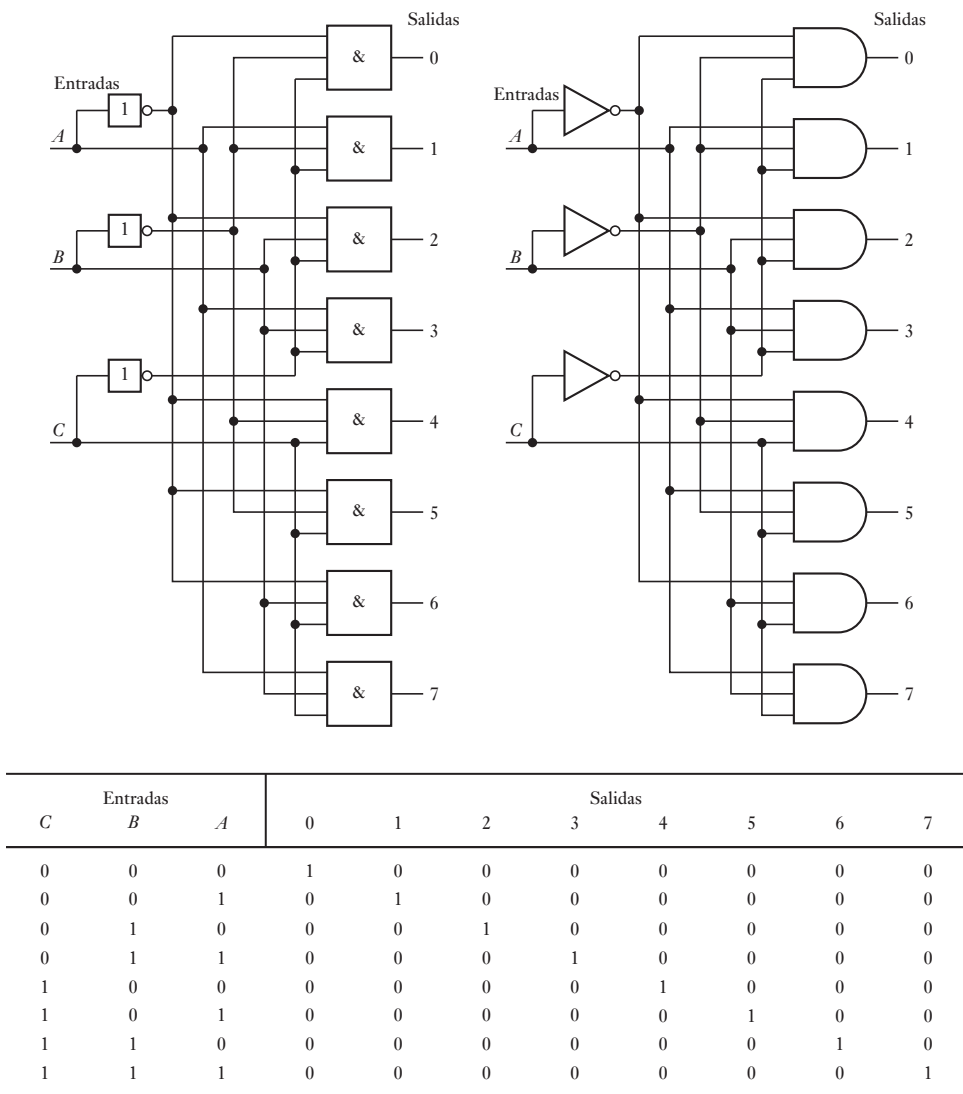 Salidas
Entradas
1
A
1
B
1
C
& 0
& 1
& 2
& 3
& 4
& 5
& 6
& 7
Salidas
Entradas
A
B
C
0
1
2
3
4
5
6
7
Entradas Salidas
C B A 0 1 2 3 4 5 6 7
0 0 0 1 0 0 0 0 0 0 0
0 0 1 0 1 0 0 0 0 0 0
0 1 0 0 0 1 0 0 0 0 0
0 1 1 0 0 0 1 0 0 0 0
1 0 0 0 0 0 0 1 0 0 0
1 0 1 0 0 0 0 0 1 0 0
1 1 0 0 0 0 0 0 0 1 0
1 1 1 0 0 0 0 0 0 0 1